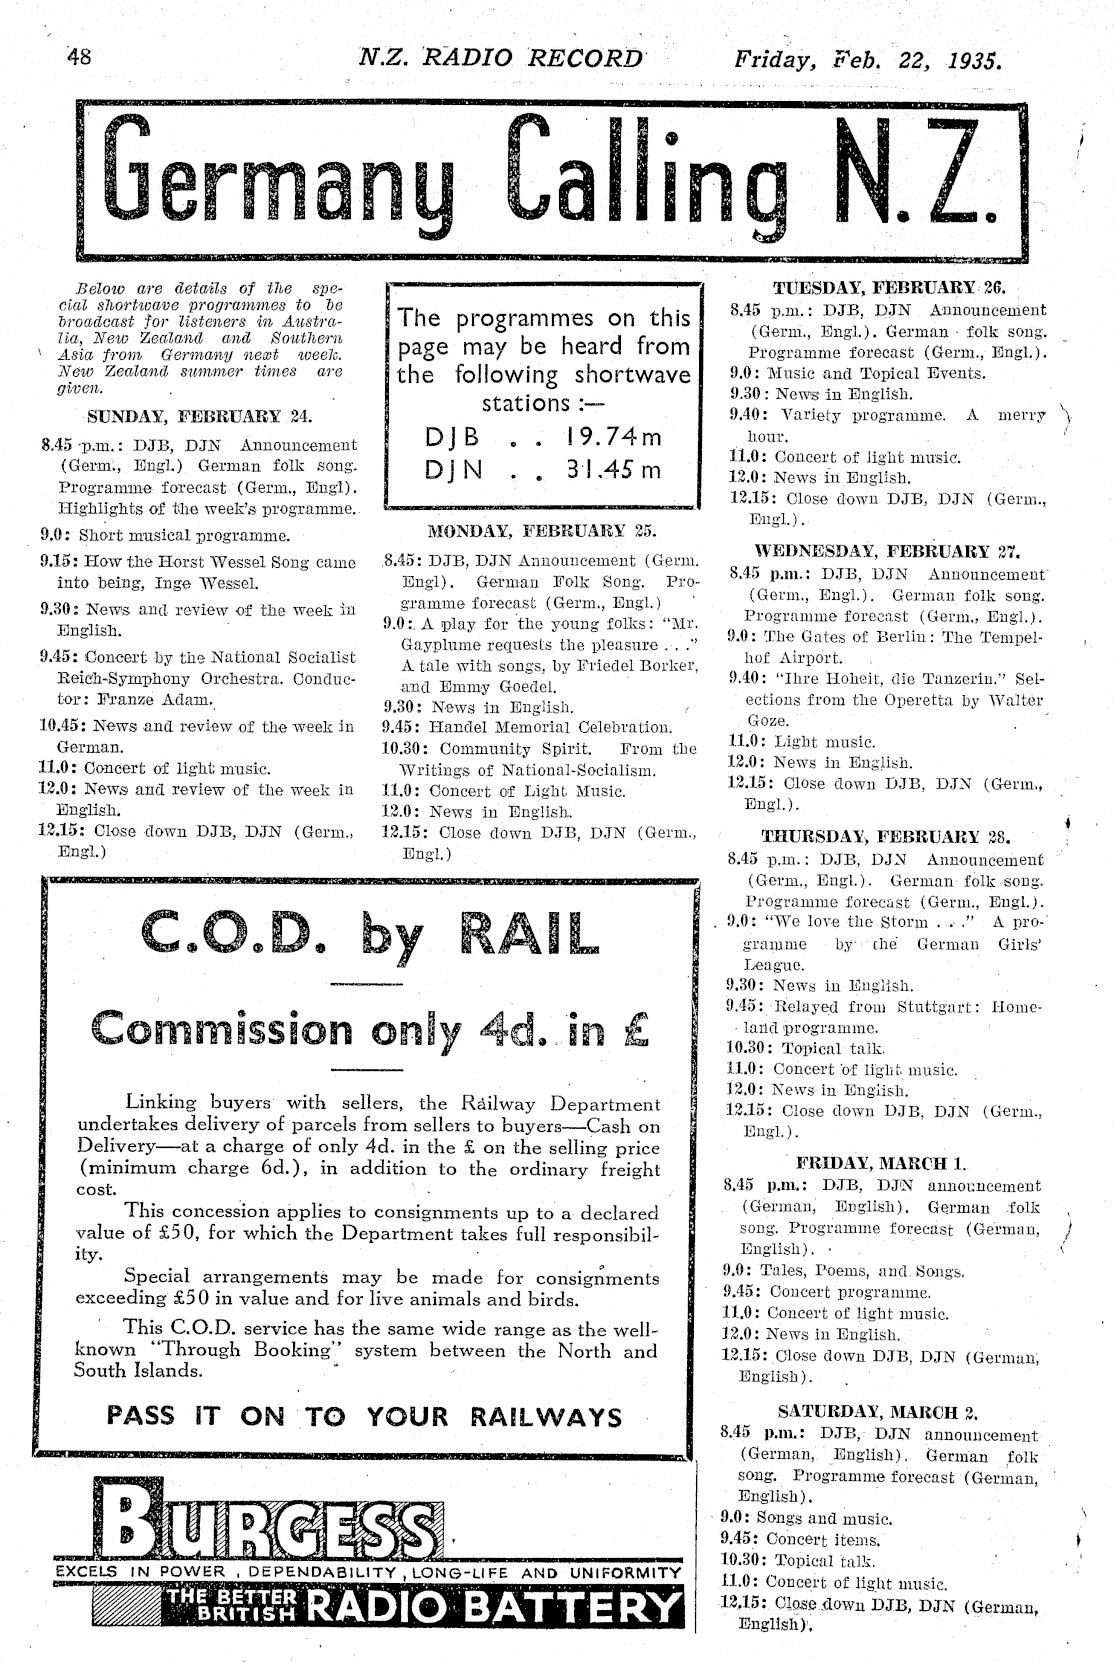 48
N.Z. RADIO RECORD
Friday, Feb. 22, 1935.
Germany Calling N.Z.
Below are details of the spe-
cial shortwave programmes to be
broadcast for listeners in Austra-
lia, New Zealand and Southern
Asia from Germany next week.
New Zealand summer times are
given.
SUNDAY, FEBRUARY 24.
8.45 p.m.: DJB, DJN Announcement
(Germ., Engl.) German folk song.
Programme forecast (Germ., Engl).
Highlights of the week's programme.
9.0: Short musical programme.
9.15: How the Horst Wessel Song came
into being, Inge Wessel.
9.30: News and review of the week in
English.
9.45: Concert by the National Socialist
Reich-Symphony Orchestra. Conduc-
tor: Franze Adam.
10.45: News and review of the week in
German.
11.0: Concert of light music.
12.0: News and review of the week in
English.
12.15: Close down DJB, DJN (Germ.,
Engl.)
The programmes on this
page may be heard from
the following shortwave
stations :—
DJB . . 19.74m
DJN . . 31.45m
MONDAY, FEBRUARY 25.
8.45: DJB, DJN Announcement (Germ.
Engl). German Folk Song. Pro-
gramme forecast (Germ., Engl.)
9.0: A play for the young folks: "Mr.
Gayplume requests the pleasure . . ."
A tale with songs, by Friedel Borker,
and Emmy Goedel.
9.30: News in English.
9.45: Handel Memorial Celebration.
10.30: Community Spirit. From the
Writings of National-Socialism.
11.0: Concert of Light Music.
12.0: News in English.
12.15: Close down DJB, DJN (Germ.,
Engl.)
TUESDAY, FEBRUARY 26.
8.45 p.m.: DJB, DJN Announcement
(Germ., Engl.). German folk song.
Programme forecast (Germ., Engl.).
9.0: Music and Topical Events.
9.30: News in English.
9.40: Variety programme. A merry
hour.
11.0: Concert of light music.
12.0: News in English.
12.15: Close down DJB, DJN (Germ.,
Engl.).
WEDNESDAY, FEBRUARY 27.
8.45 p.m.: DJB, DJN Announcement
(Germ., Engl.). German folk song.
Programme forecast (Germ., Engl.).
9.0: The Gates of Berlin: The Tempel-
hof Airport.
9.40: "Ihre Hoheit, die Tanzerin." Sel-
ections from the Operetta by Walter
Goze.
11.0: Light music.
12.0: News in English.
12.15: Close down DJB, DJN (Germ.,
Engl.).
THURSDAY, FEBRUARY 28.
8.45 p.m.: DJB, DJN Announcement
(Germ., Engl.). German folk song.
Programme forecast (Germ., Engl.).
9.0: "We love the Storm . . ." A pro-
gramme by the German Girls'
League.
9.30: News in English.
9.45: Relayed from Stuttgart: Home-
land programme.
10.30: Topical talk.
11.0: Concert of light music.
12.0: News in English.
12.15: Close down DJB, DJN (Germ.,
Engl.).
FRIDAY, MARCH 1.
8.45 p.m.: DJB, DJN announcement
(German, English). German folk
song. Programme forecast (German,
English).
9.0: Tales, Poems, and Songs.
9.45: Concert programme.
11.0: Concert of light music.
12.0: News in English.
12.15: Close down DJB, DJN (German,
English).
SATURDAY, MARCH 2.
8.45 p.m.: DJB, DJN announcement
(German, English). German folk
song. Programme forecast (German,
English).
9.0: Songs and music.
9.45: Concert items.
10.30: Topical talk.
11.0: Concert of light music.
12.15: Close down DJB, DJN (German,
English).
C.O.D. by RAIL
Commission only 4d. in £
Linking buyers with sellers, the Railway Department
undertakes delivery of parcels from sellers to buyers—Cash on
Delivery—at a charge of only 4d. in the £ on the selling price
(minimum charge 6d.), in addition to the ordinary freight
cost.
This concession applies to consignments up to a declared
value of £50, for which the Department takes full responsibil-
ity.
Special arrangements may be made for consignments
exceeding £50 in value and for live animals and birds.
This C.O.D. service has the same wide range as the well-
known "Through Booking" system between the North and
South Islands.
PASS IT ON TO YOUR RAILWAYS
BURGESS
EXCELS IN POWER, DEPENDABILITY, LONG-LIFE AND UNIFORMITY
THE BETTER
BRITISH
RADIO BATTERY